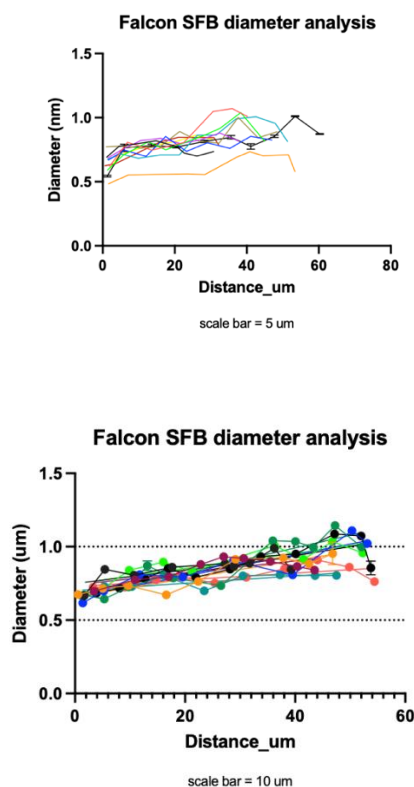 Falcon SFB diameter analysis
1.5
1.0
0.5
0.0
Diameter (nm)
0 20 40 60 80
Distance_um
scale bar = 5 um
Falcon SFB diameter analysis
1.5
1.0
0.5
0.0
Diameter (um)
0 20 40 60
Distance_um
scale bar = 10 um